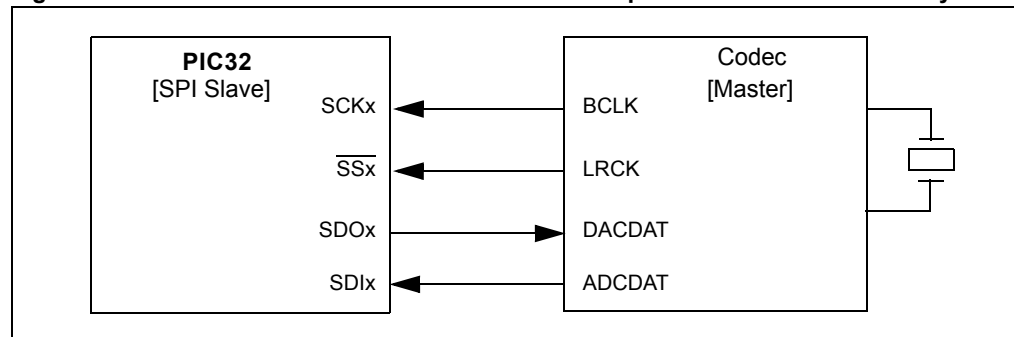 PIC32
[SPI Slave]
SCKx
SSx
SDOx
SDIx
Codec
[Master]
BCLK
LRCK
DACDAT
ADCDAT